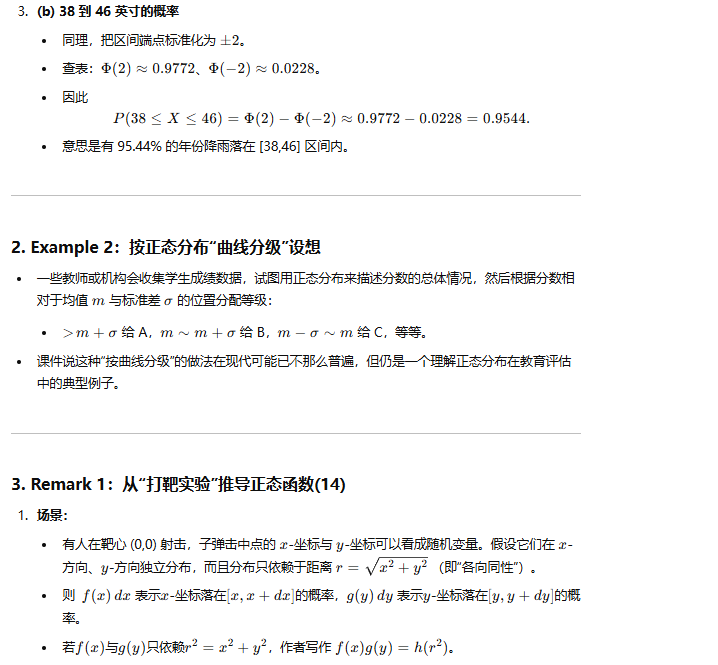 3. (b) 38 到 46 英寸的概率
• 同理，把区间端点标准化为 ±2。
• 查表：Φ(2) ≈ 0.9772、Φ(−2) ≈ 0.0228。
• 因此
P(38 ≤ X ≤ 46) = Φ(2) − Φ(−2) ≈ 0.9772 − 0.0228 = 0.9544.
• 意思是有 95.44% 的年份降雨落在 [38,46] 区间内。
2. Example 2：按正态分布“曲线分级”设想
• 一些教师或机构会收集学生成绩数据，试图用正态分布来描述分数的总体情况，然后根据分数相
对于均值 m 与标准差 σ 的位置分配等级：
• > m + σ 给 A，m ∼ m + σ 给 B，m − σ ∼ m 给 C，等等。
• 课件说这种“按曲线分级”的做法在现代可能已不那么普遍，但仍是一个理解正态分布在教育评估
中的典型例子。
3. Remark 1：从“打靶实验”推导正态函数(14)
1. 场景：
• 有人在靶心 (0,0) 射击，子弹击中点的 x-坐标与 y-坐标可以看成随机变量。假设它们在 x-
方向、y-方向独立分布，而且分布只依赖于距离 r = √(x² + y²) （即“各向同性”）。
• 则 f(x) dx 表示x-坐标落在[x, x + dx]的概率，g(y) dy 表示y-坐标落在[y, y + dy]的概
率。
• 若f(x)与g(y)只依赖r² = x² + y²，作者写作 f(x)g(y) = h(r²)。